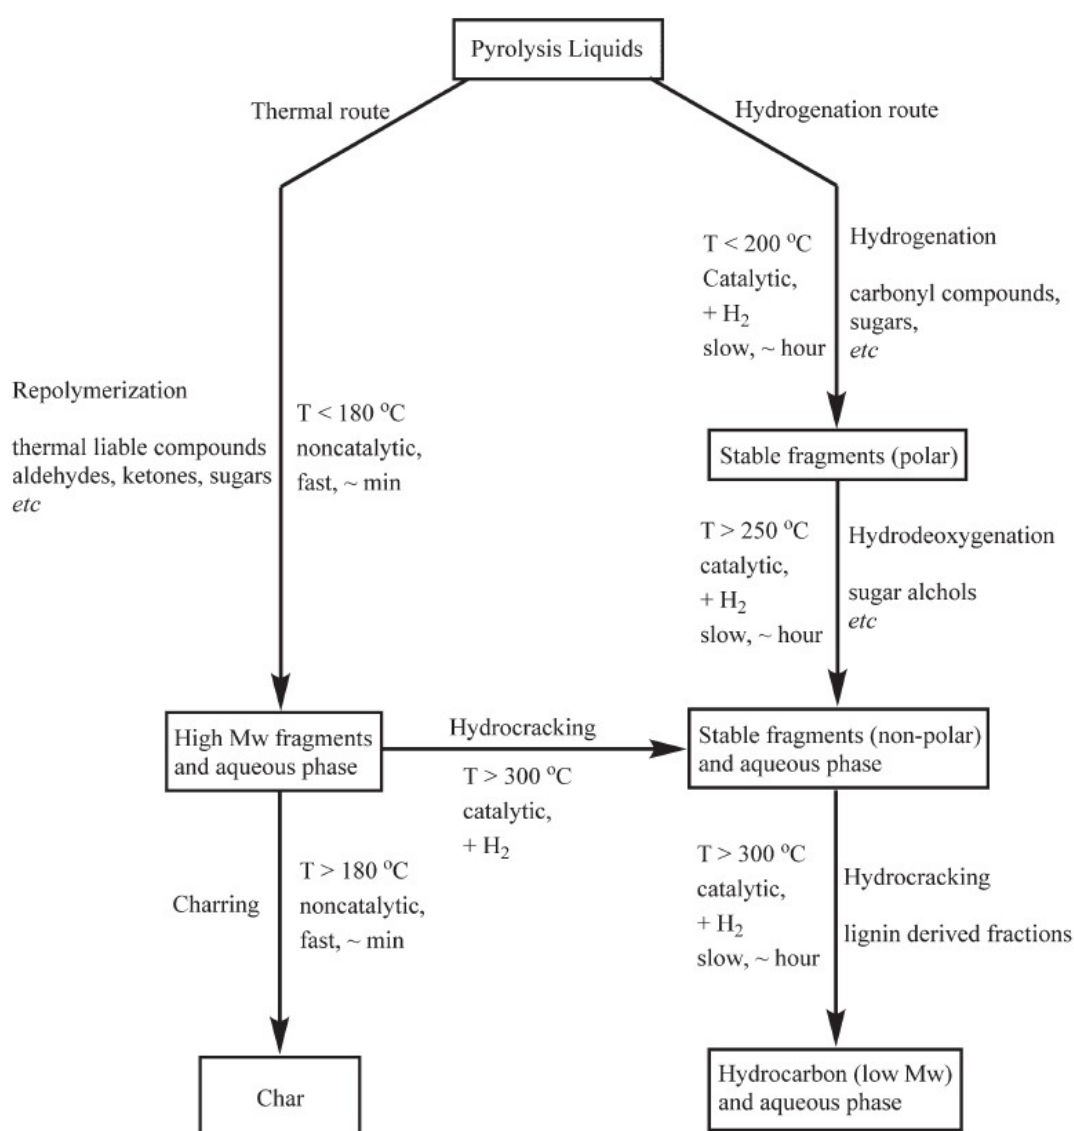 Pyrolysis Liquids
Thermal route
Hydrogenation route
T < 200 °C
Catalytic,
+ H₂
slow, ~ hour
Hydrogenation
carbonyl compounds,
sugars,
etc
Repolymerization
thermal liable compounds
aldehydes, ketones, sugars
etc
T < 180 °C
noncatalytic,
fast, ~ min
Stable fragments (polar)
T > 250 °C
catalytic,
+ H₂
slow, ~ hour
Hydrodeoxygenation
sugar alchols
etc
High Mw fragments
and aqueous phase
Hydrocracking
T > 300 °C
catalytic,
+ H₂
Stable fragments (non-polar)
and aqueous phase
Charring
T > 180 °C
noncatalytic,
fast, ~ min
T > 300 °C
catalytic,
+ H₂
slow, ~ hour
Hydrocracking
lignin derived fractions
Char
Hydrocarbon (low Mw)
and aqueous phase